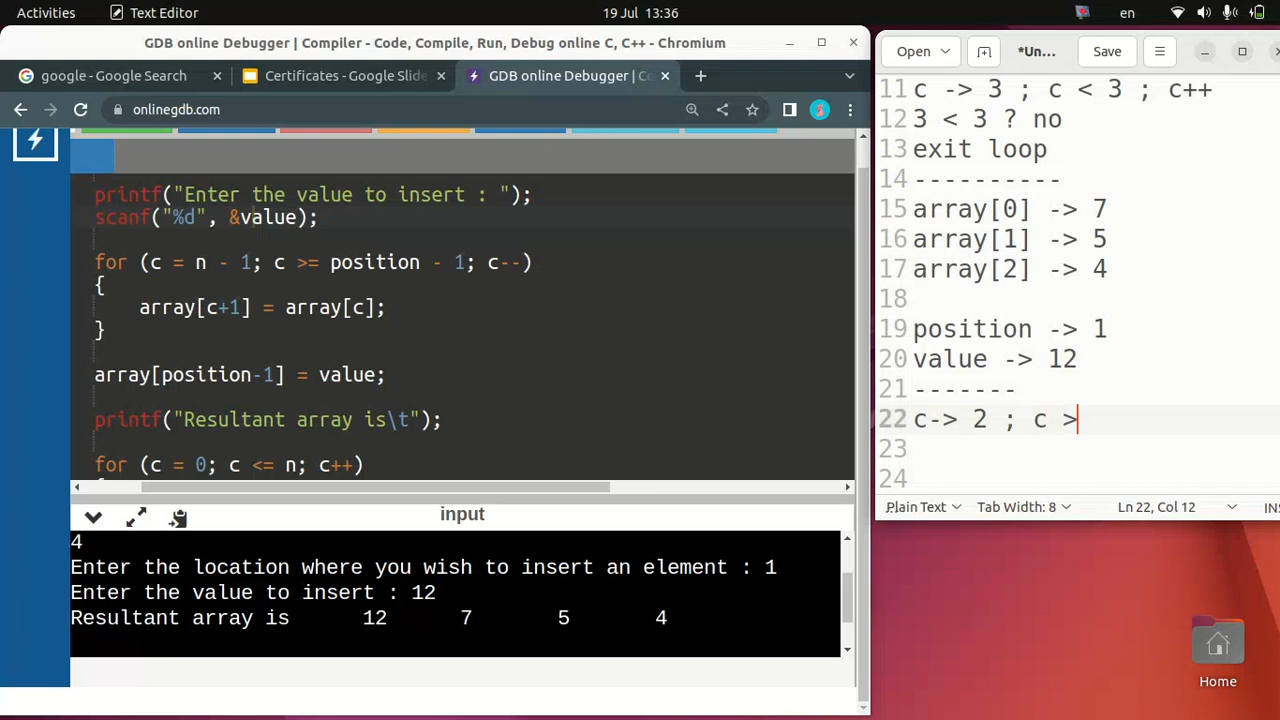 Activities
Text Editor
19 Jul 13:36
en
GDB online Debugger | Compiler - Code, Compile, Run, Debug online C, C++ - Chromium
google - Google Search
Certificates - Google Slide
GDB online Debugger | Co
onlinegdb.com
printf("Enter the value to insert : ");
scanf("%d", &value);
for (c = n - 1; c >= position - 1; c--)
{
array[c+1] = array[c];
}
array[position-1] = value;
printf("Resultant array is\t");
for (c = 0; c <= n; c++)
input
4
Enter the location where you wish to insert an element : 1
Enter the value to insert : 12
Resultant array is 12 7 5 4
Open
*Un...
Save
11 c -> 3 ; c < 3 ; c++
12 3 < 3 ? no
13 exit loop
14 ----------
15 array[0] -> 7
16 array[1] -> 5
17 array[2] -> 4
18
19 position -> 1
20 value -> 12
21 -------
22 c-> 2 ; c >
23
24
Plain Text
Tab Width: 8
Ln 22, Col 12
INS
Home